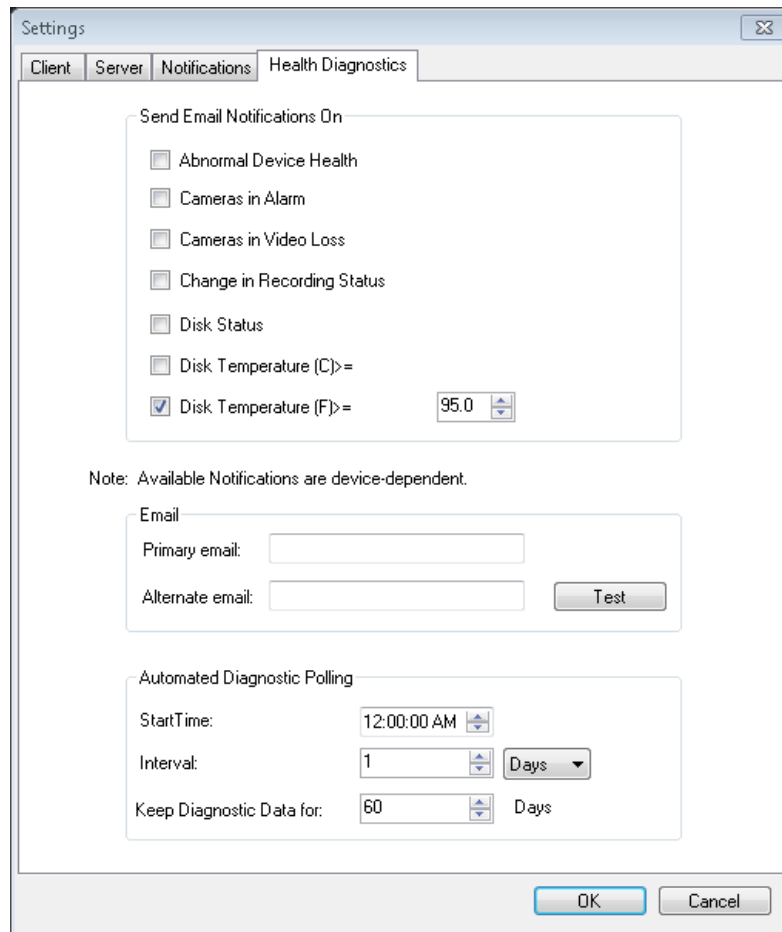 Settings
Client Server Notifications Health Diagnostics
Send Email Notifications On
Abnormal Device Health
Cameras in Alarm
Cameras in Video Loss
Change in Recording Status
Disk Status
Disk Temperature (C)>=
Disk Temperature (F)>= 95.0
Note: Available Notifications are device-dependent.
Email
Primary email:
Alternate email: Test
Automated Diagnostic Polling
StartTime: 12:00:00 AM
Interval: 1 Days
Keep Diagnostic Data for: 60 Days
OK Cancel